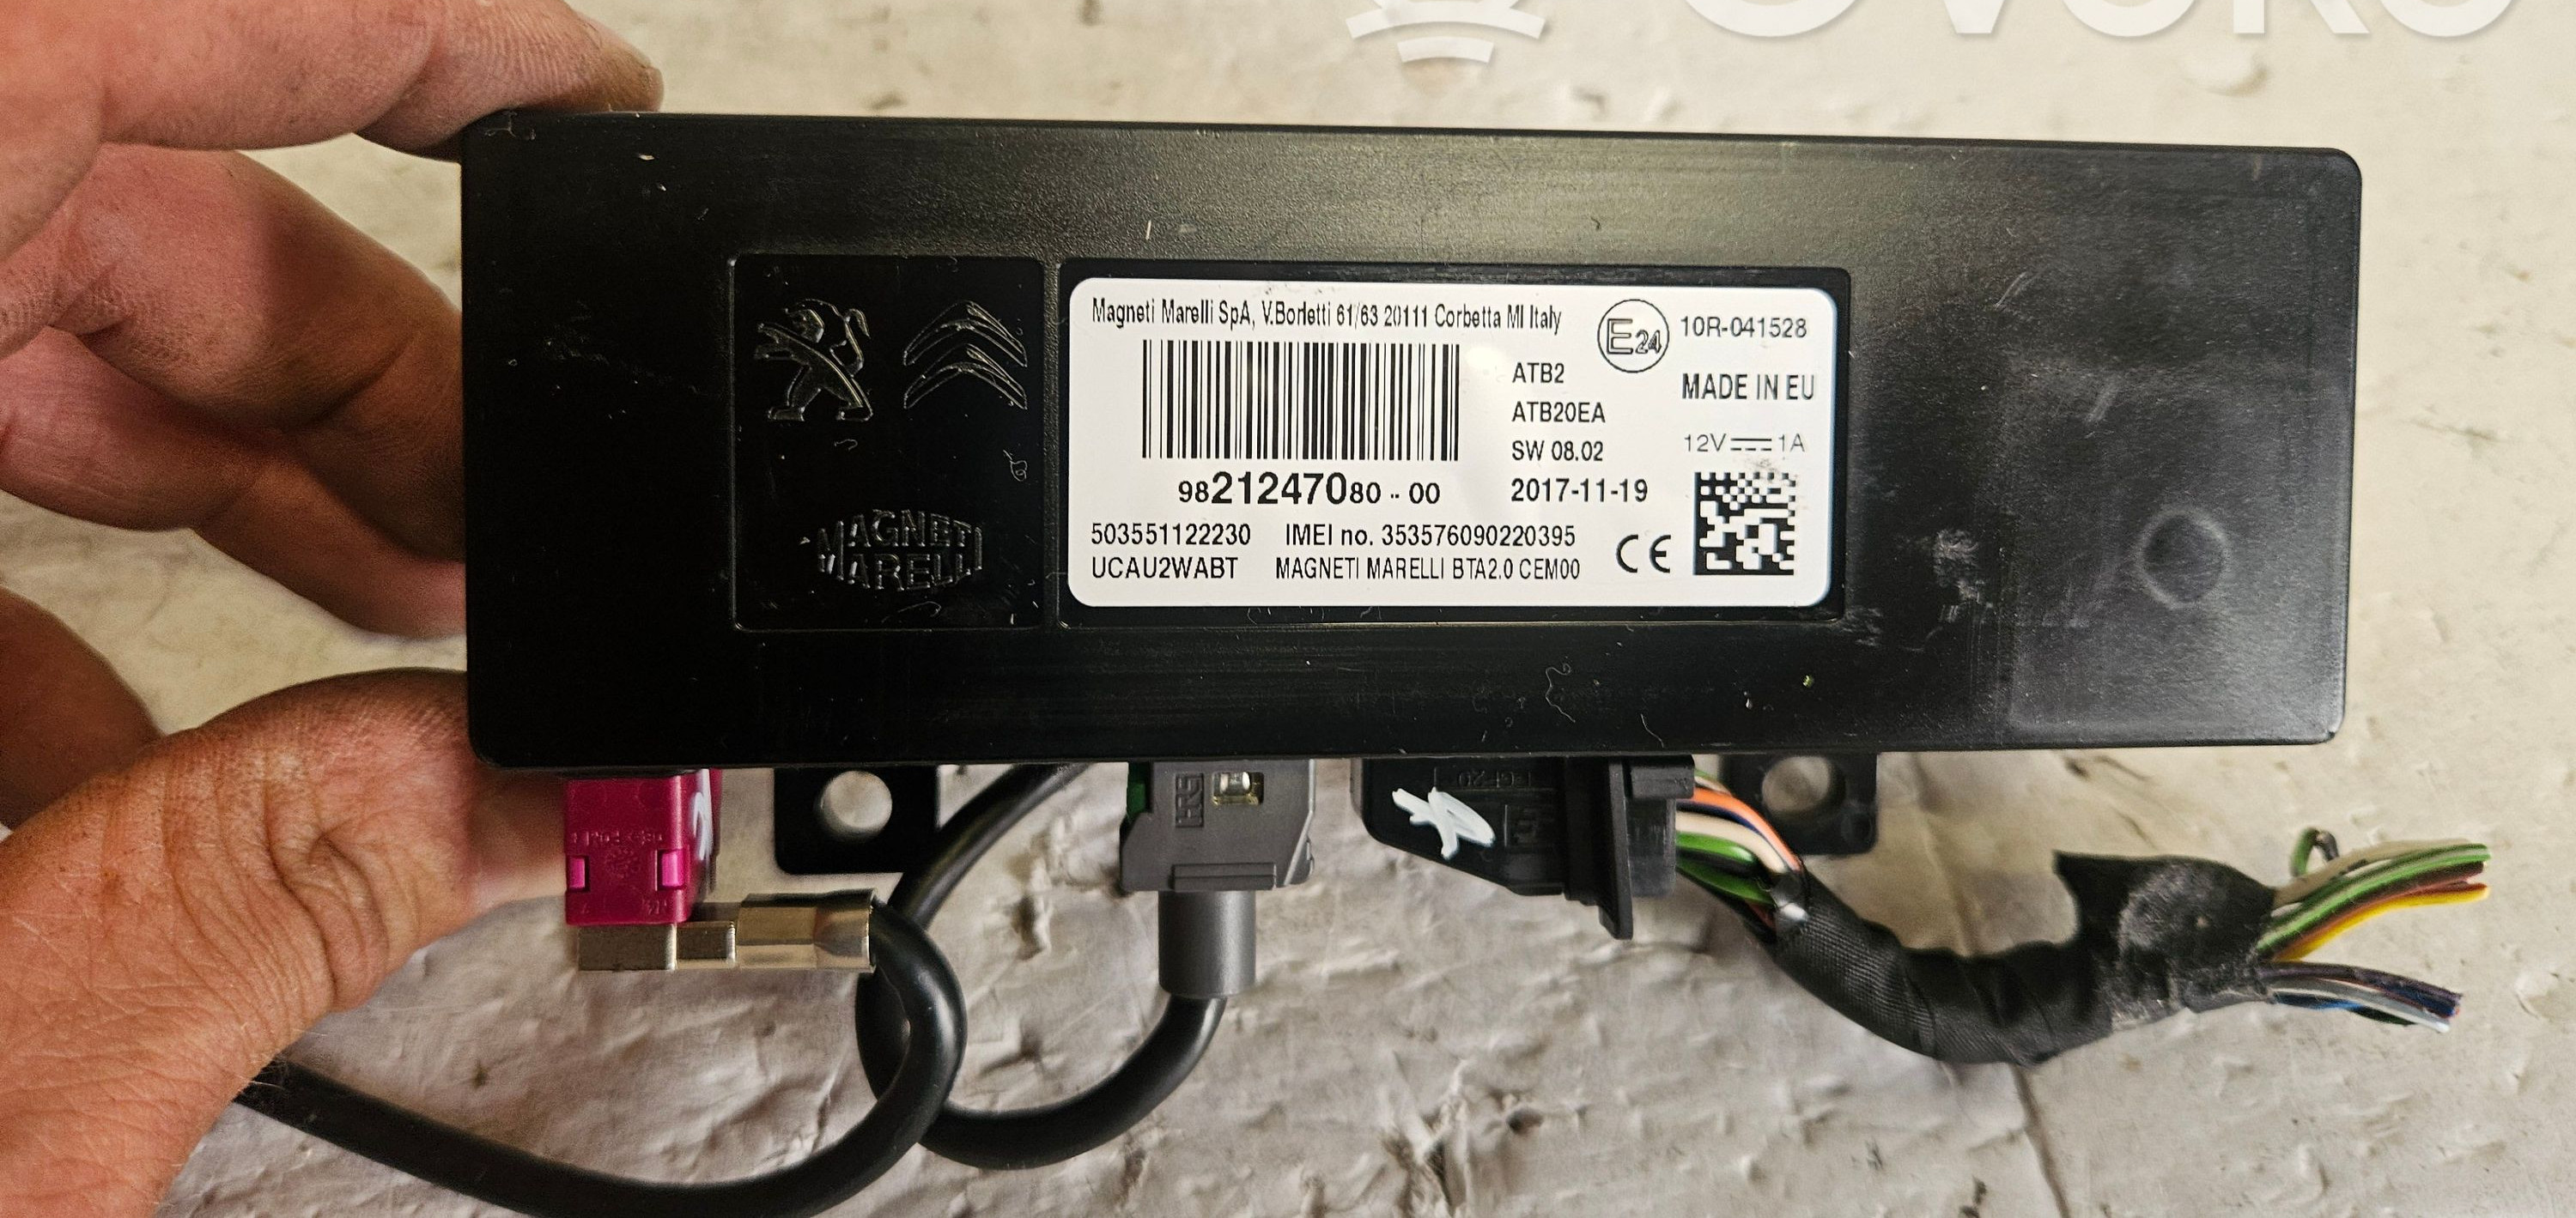 Magneti Marelli SpA, V.Borletti 61/63 20111 Corbetta MI Italy
E24
10R-041528
ATB2
ATB20EA
SW 08.02
2017-11-19
MADE IN EU
12V 1A
9821247080 - 00
503551122230 IMEI no. 353576090220395
UCAU2WABT MAGNETI MARELLI BTA2.0 CEM00
CE
MAGNETI
MARELLI
HRS